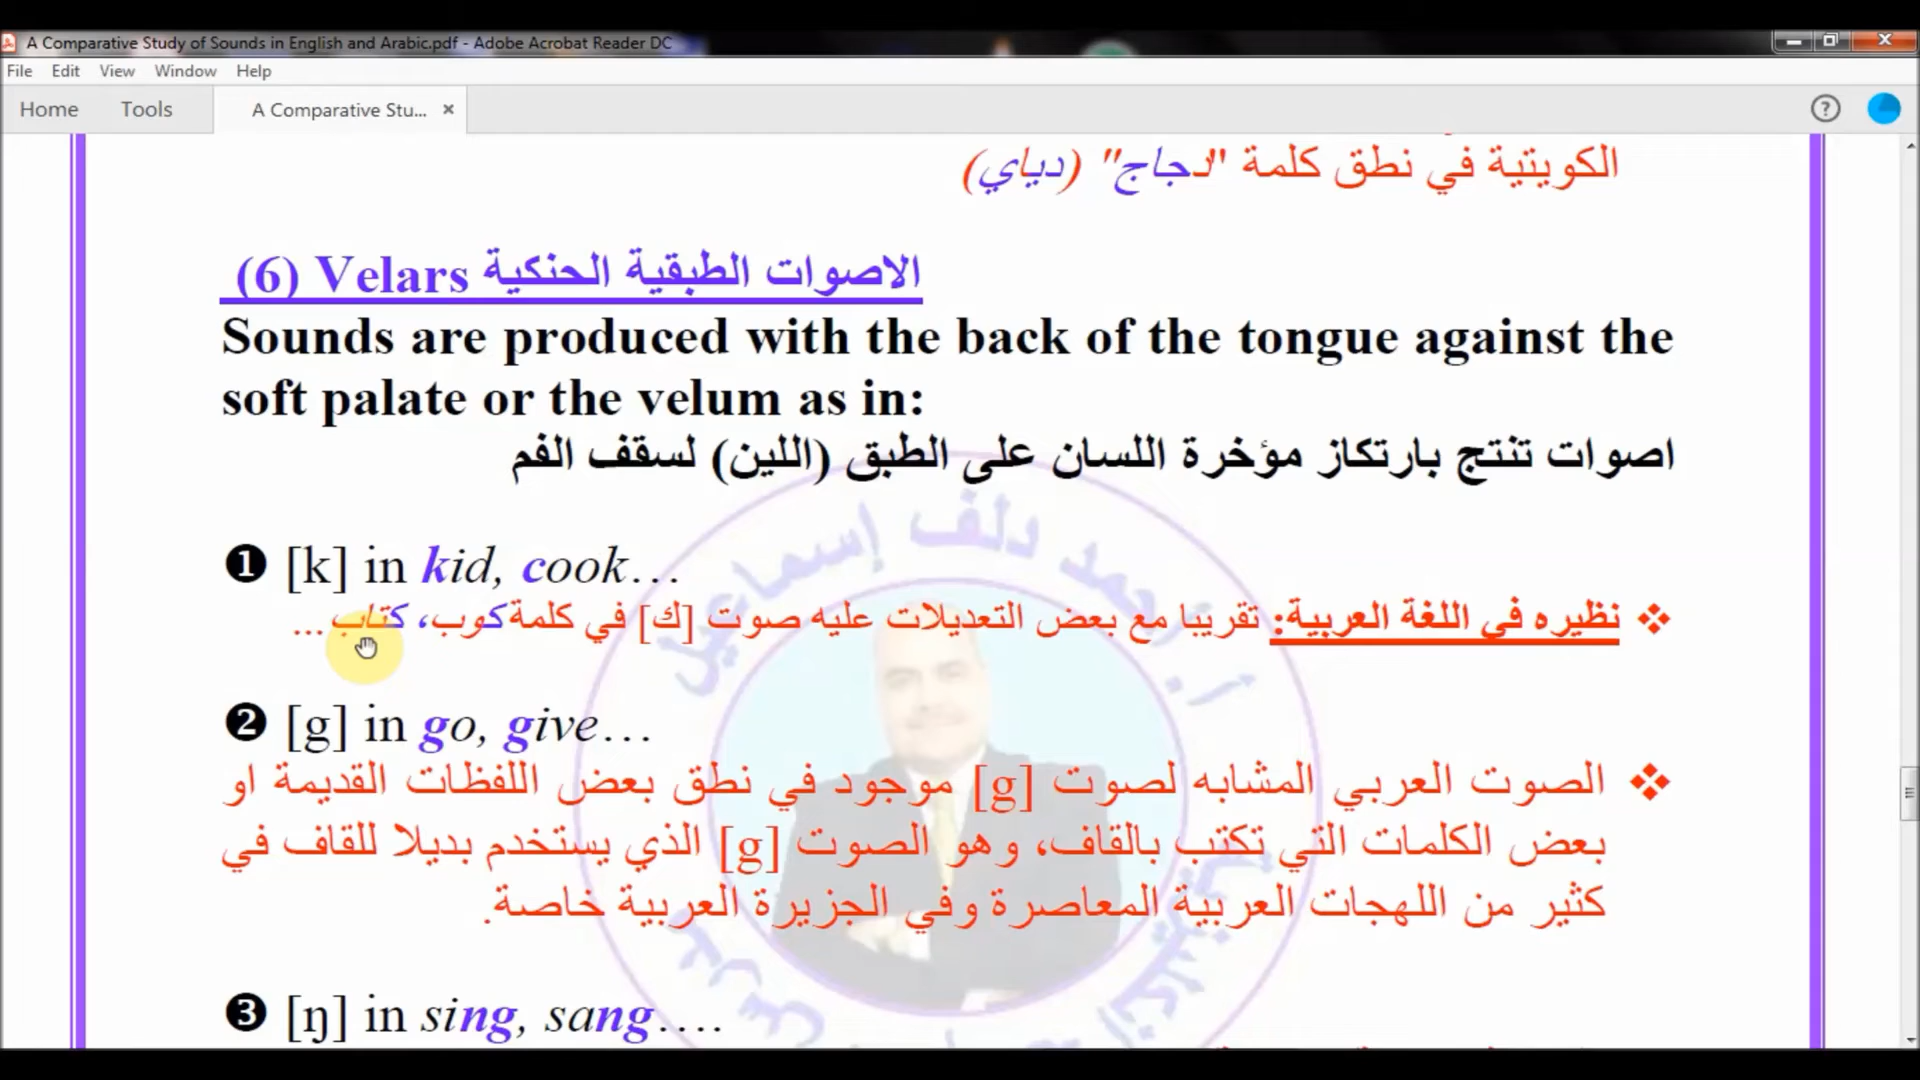 A Comparative Study of Sounds in English and Arabic.pdf - Adobe Acrobat Reader DC
File Edit View Window Help
Home Tools A Comparative Stu... ×
الكويتية في نطق كلمة "دجاج" (دياي)
(6) Velars الاصوات الطبقية الحنكية
Sounds are produced with the back of the tongue against the
soft palate or the velum as in:
اصوات تنتج بارتكاز مؤخرة اللسان على الطبق (اللين) لسقف الفم
❶ [k] in kid, cook…
❖ نظيره في اللغة العربية: تقريبا مع بعض التعديلات عليه صوت [ك] في كلمة كوب، كتاب...
❷ [g] in go, give…
❖ الصوت العربي المشابه لصوت [g] موجود في نطق بعض اللفظات القديمة او
بعض الكلمات التي تكتب بالقاف، وهو الصوت [g] الذي يستخدم بديلا للقاف في
كثير من اللهجات العربية المعاصرة وفي الجزيرة العربية خاصة.
❸ [ŋ] in sing, sang….
أ. أحمد دلف إسماعيل